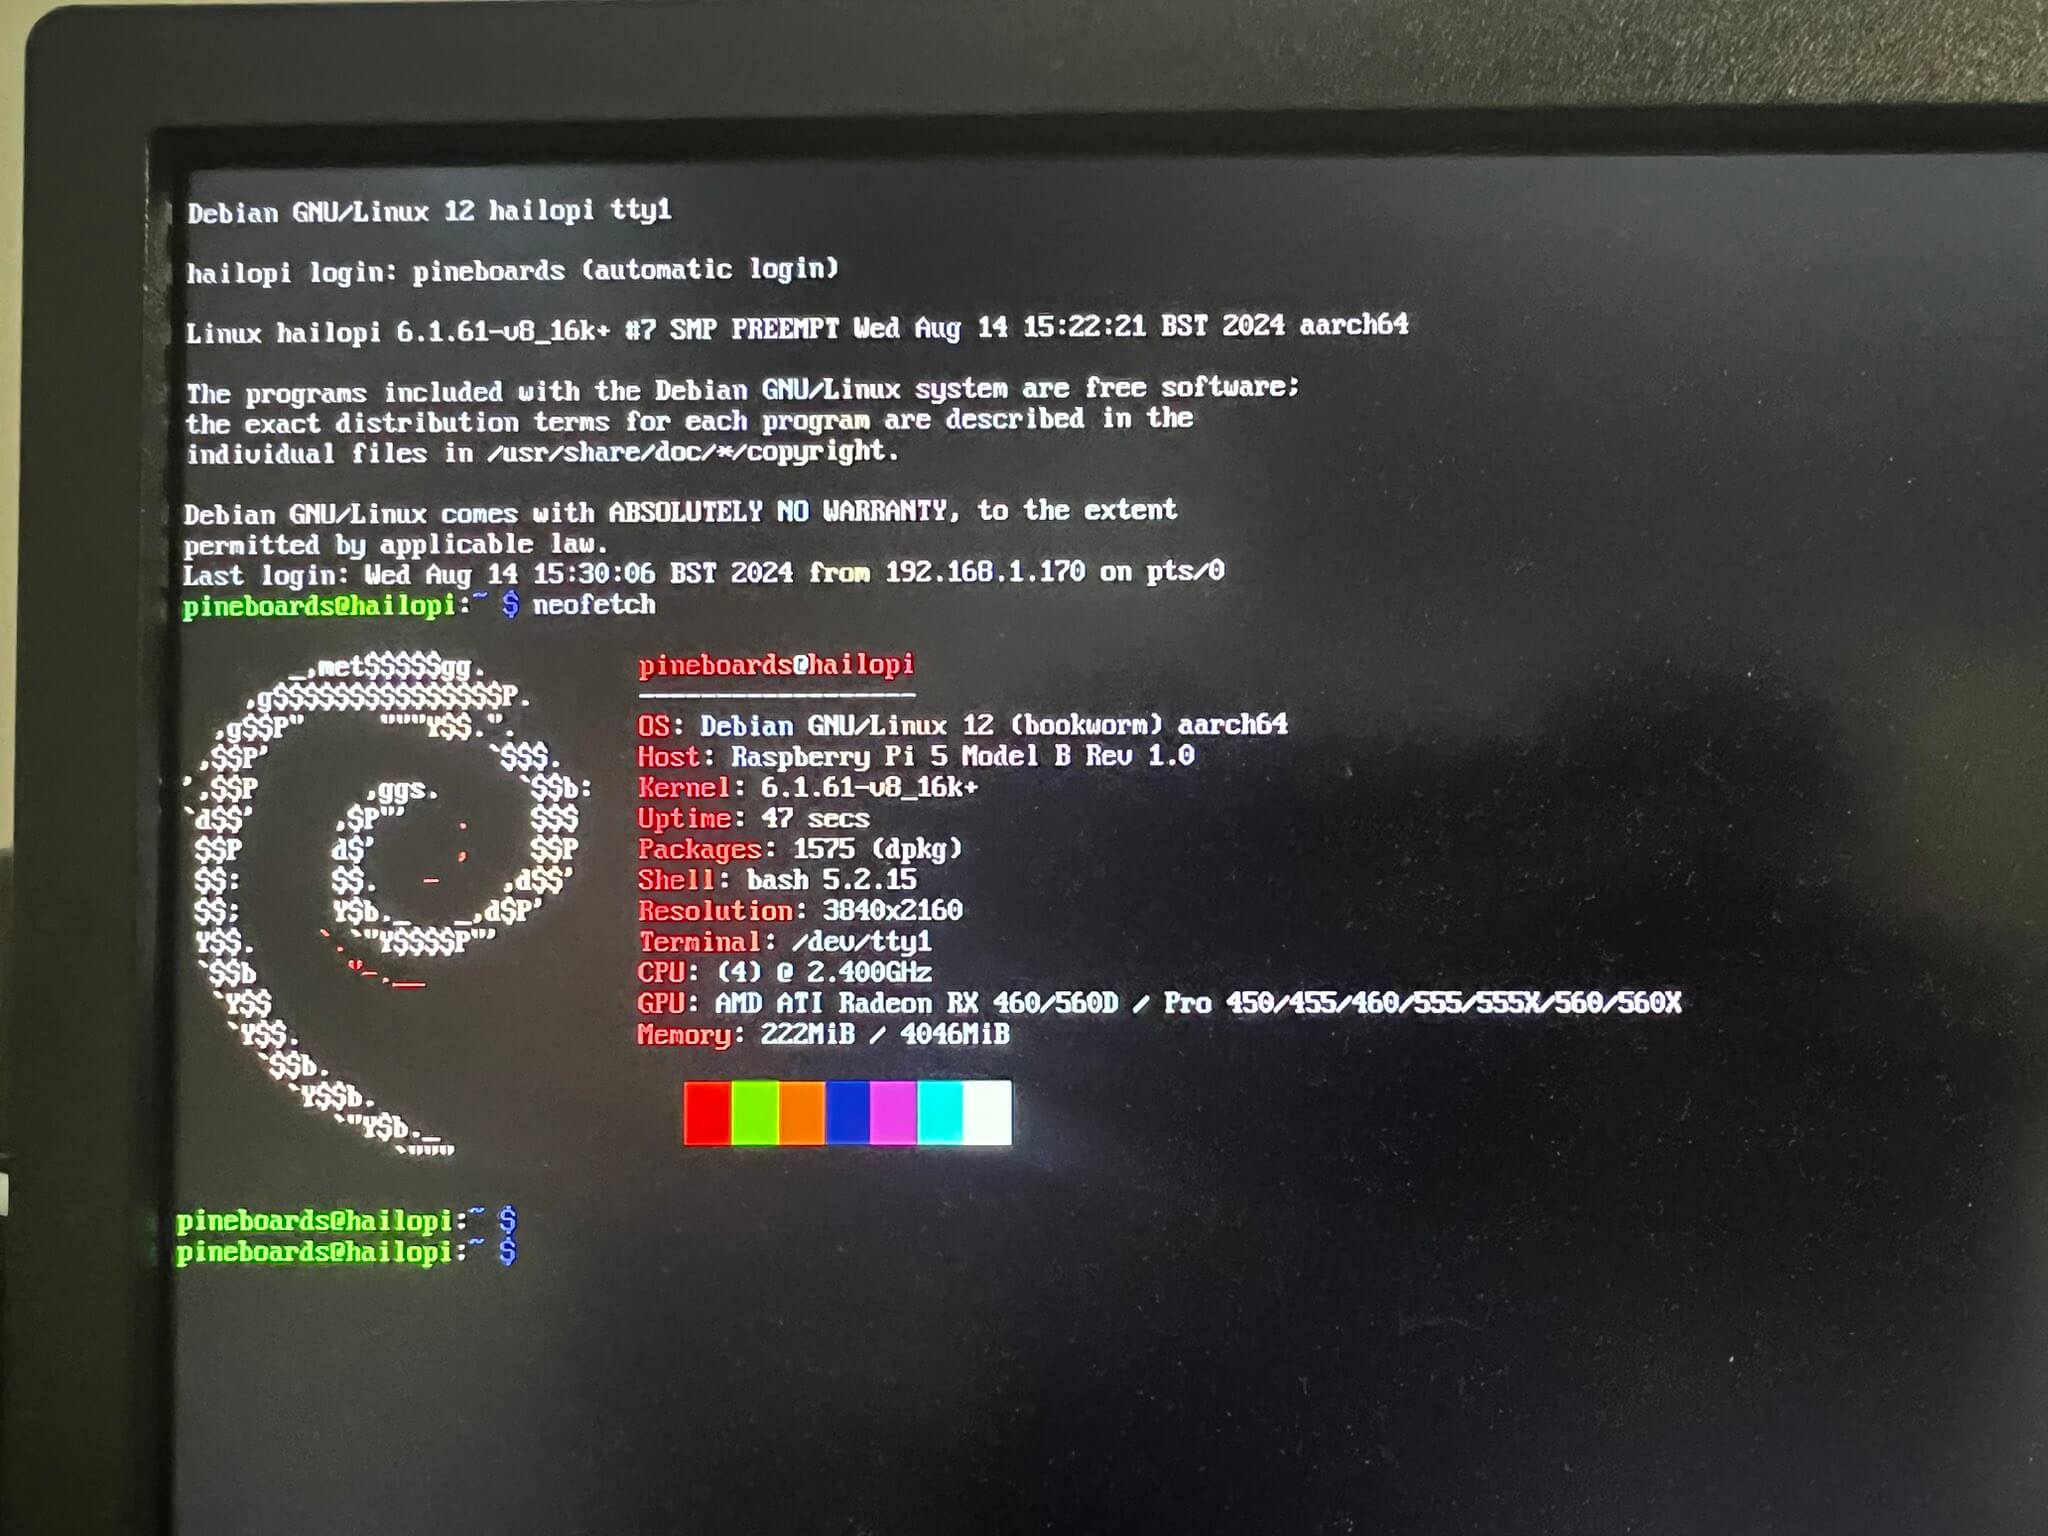 Debian GNU/Linux 12 hailopi tty1
hailopi login: pineboards (automatic login)
Linux hailopi 6.1.61-v8_16k+ #7 SMP PREEMPT Wed Aug 14 15:22:21 BST 2024 aarch64
The programs included with the Debian GNU/Linux system are free software;
the exact distribution terms for each program are described in the
individual files in /usr/share/doc/*/copyright.
Debian GNU/Linux comes with ABSOLUTELY NO WARRANTY, to the extent
permitted by applicable law.
Last login: Wed Aug 14 15:30:06 BST 2024 from 192.168.1.170 on pts/0
pineboards@hailopi:~ $ neofetch
pineboards@hailopi
------------------
OS: Debian GNU/Linux 12 (bookworm) aarch64
Host: Raspberry Pi 5 Model B Rev 1.0
Kernel: 6.1.61-v8_16k+
Uptime: 47 secs
Packages: 1575 (dpkg)
Shell: bash 5.2.15
Resolution: 3840x2160
Terminal: /dev/tty1
CPU: (4) @ 2.400GHz
GPU: AMD ATI Radeon RX 460/560D / Pro 450/455/460/555/555X/560/560X
Memory: 222MiB / 4046MiB
pineboards@hailopi:~ $
pineboards@hailopi:~ $